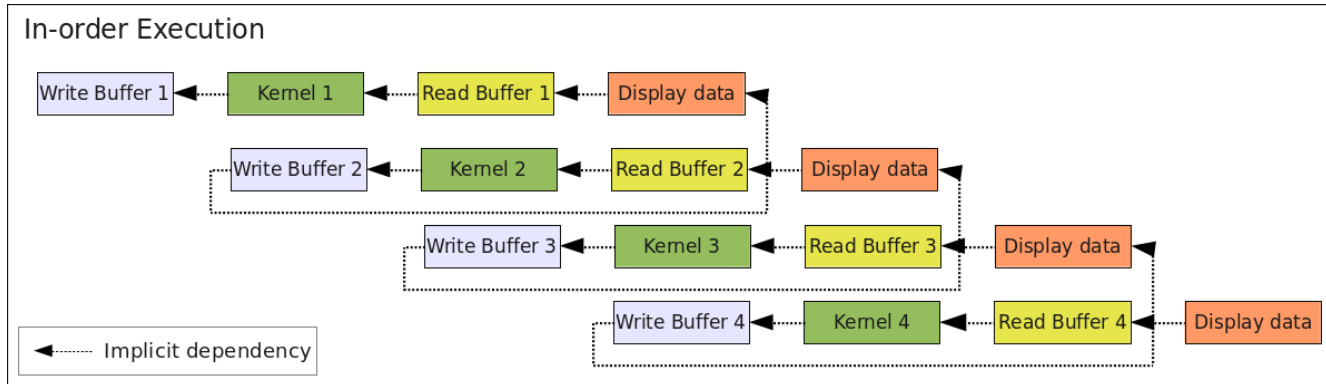 In-order Execution
Write Buffer 1
Kernel 1
Read Buffer 1
Display data
Write Buffer 2
Kernel 2
Read Buffer 2
Display data
Write Buffer 3
Kernel 3
Read Buffer 3
Display data
Write Buffer 4
Kernel 4
Read Buffer 4
Display data
Implicit dependency